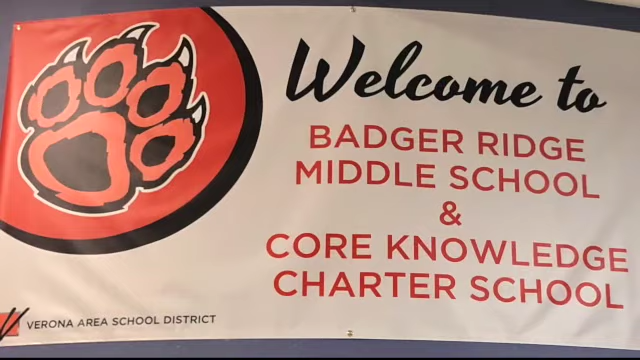 Welcome to
BADGER RIDGE
MIDDLE SCHOOL
&
CORE KNOWLEDGE
CHARTER SCHOOL
VERONA AREA SCHOOL DISTRICT